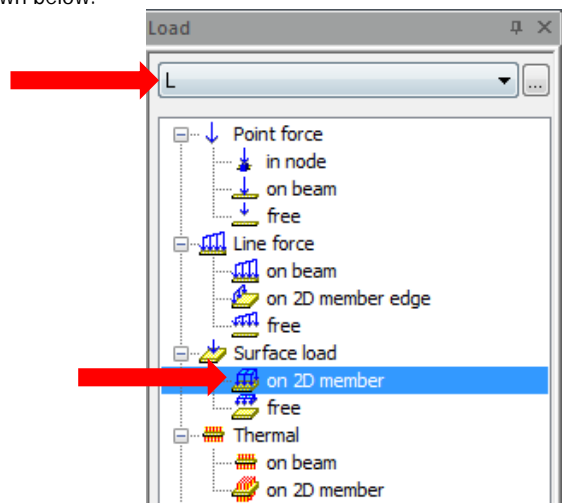 wn below.
Load
L
...
Point force
in node
on beam
free
Line force
on beam
on 2D member edge
free
Surface load
on 2D member
free
Thermal
on beam
on 2D member